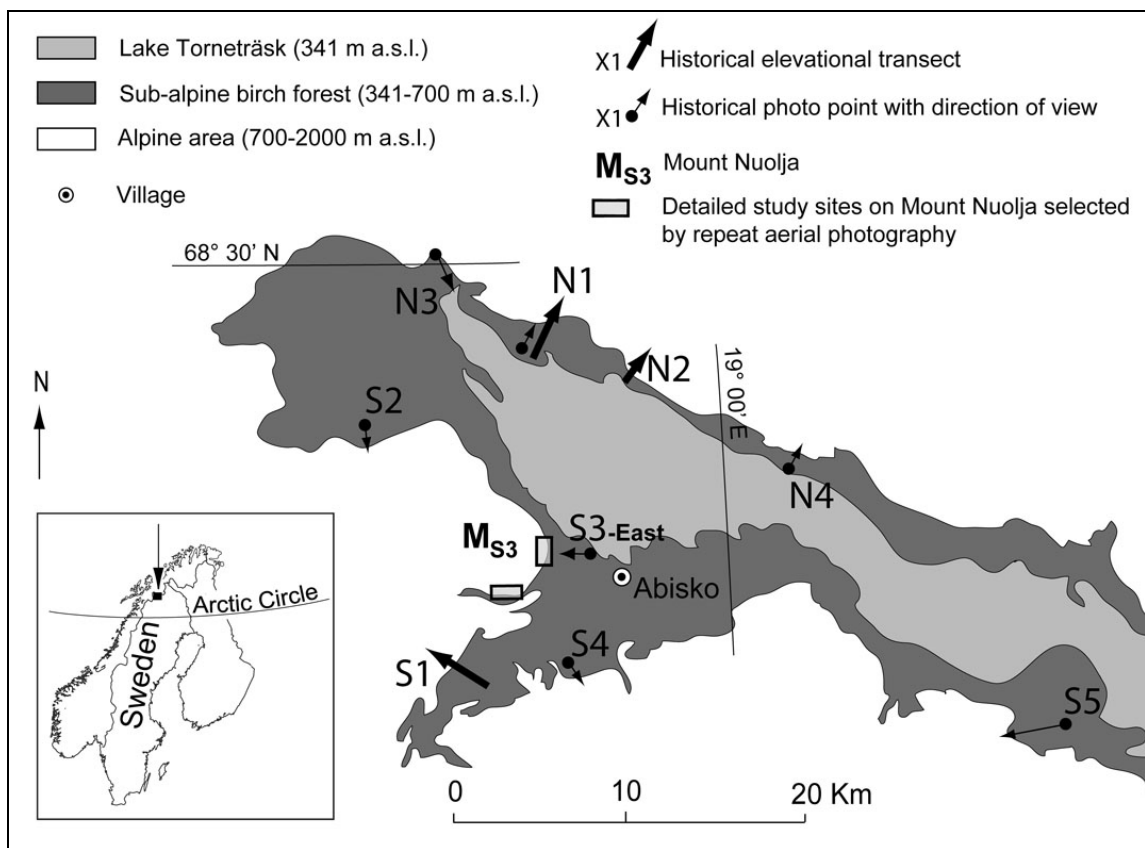 Lake Torneträsk (341 m a.s.l.)
Sub-alpine birch forest (341-700 m a.s.l.)
Alpine area (700-2000 m a.s.l.)
Village
X1 Historical elevational transect
X1 Historical photo point with direction of view
MS3 Mount Nuolja
Detailed study sites on Mount Nuolja selected
by repeat aerial photography
68° 30' N
N3
N1
N2
19° 00' E
N
S2
N4
MS3
S3-East
Abisko
S4
S1
S5
Arctic Circle
Sweden
0 10 20 Km